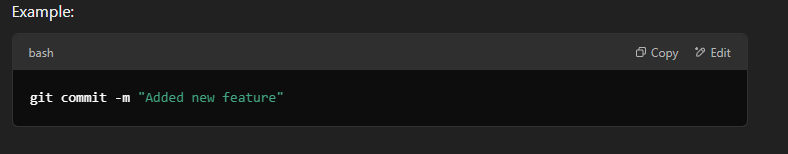 Example:
bash Copy Edit
git commit -m "Added new feature"